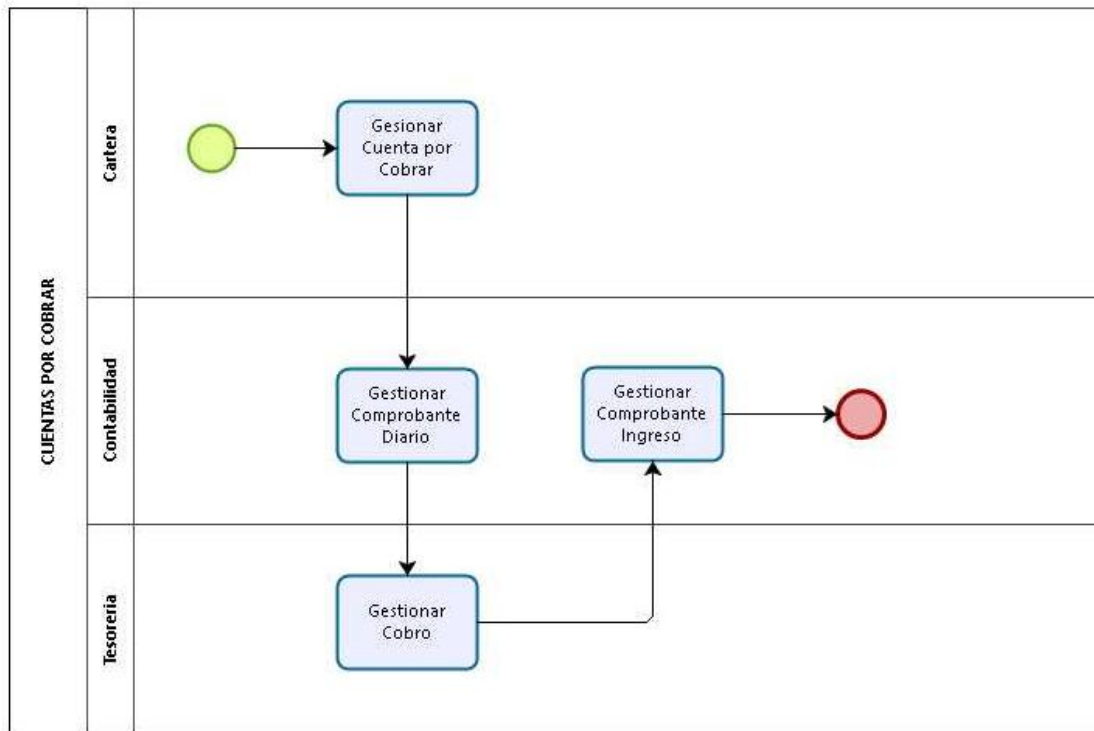 CUENTAS POR COBRAR
Cartera
Gesionar
Cuenta por
Cobrar
Contabilidad
Gestionar
Comprobante
Diario
Gestionar
Comprobante
Ingreso
Tesoreria
Gestionar
Cobro